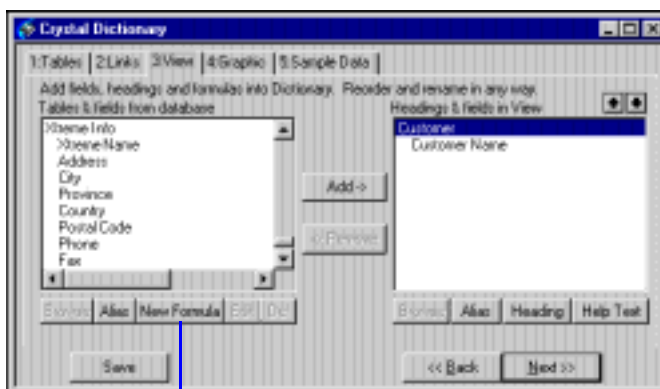 Crystal Dictionary
1:Tables 2:Links 3:View 4:Graphic 5:Sample Data
Add fields, headings and formulas into Dictionary. Reorder and rename in any way.
Tables & fields from database
Headings & fields in View
Xtreme Info
Xtreme Name
Address
City
Province
Country
Postal Code
Phone
Fax
Add->
<- Remove
Customer
Customer Name
Browse Alias New Formula Edit Del
Browse Alias Heading Help Text
Save
<< Back Next >>